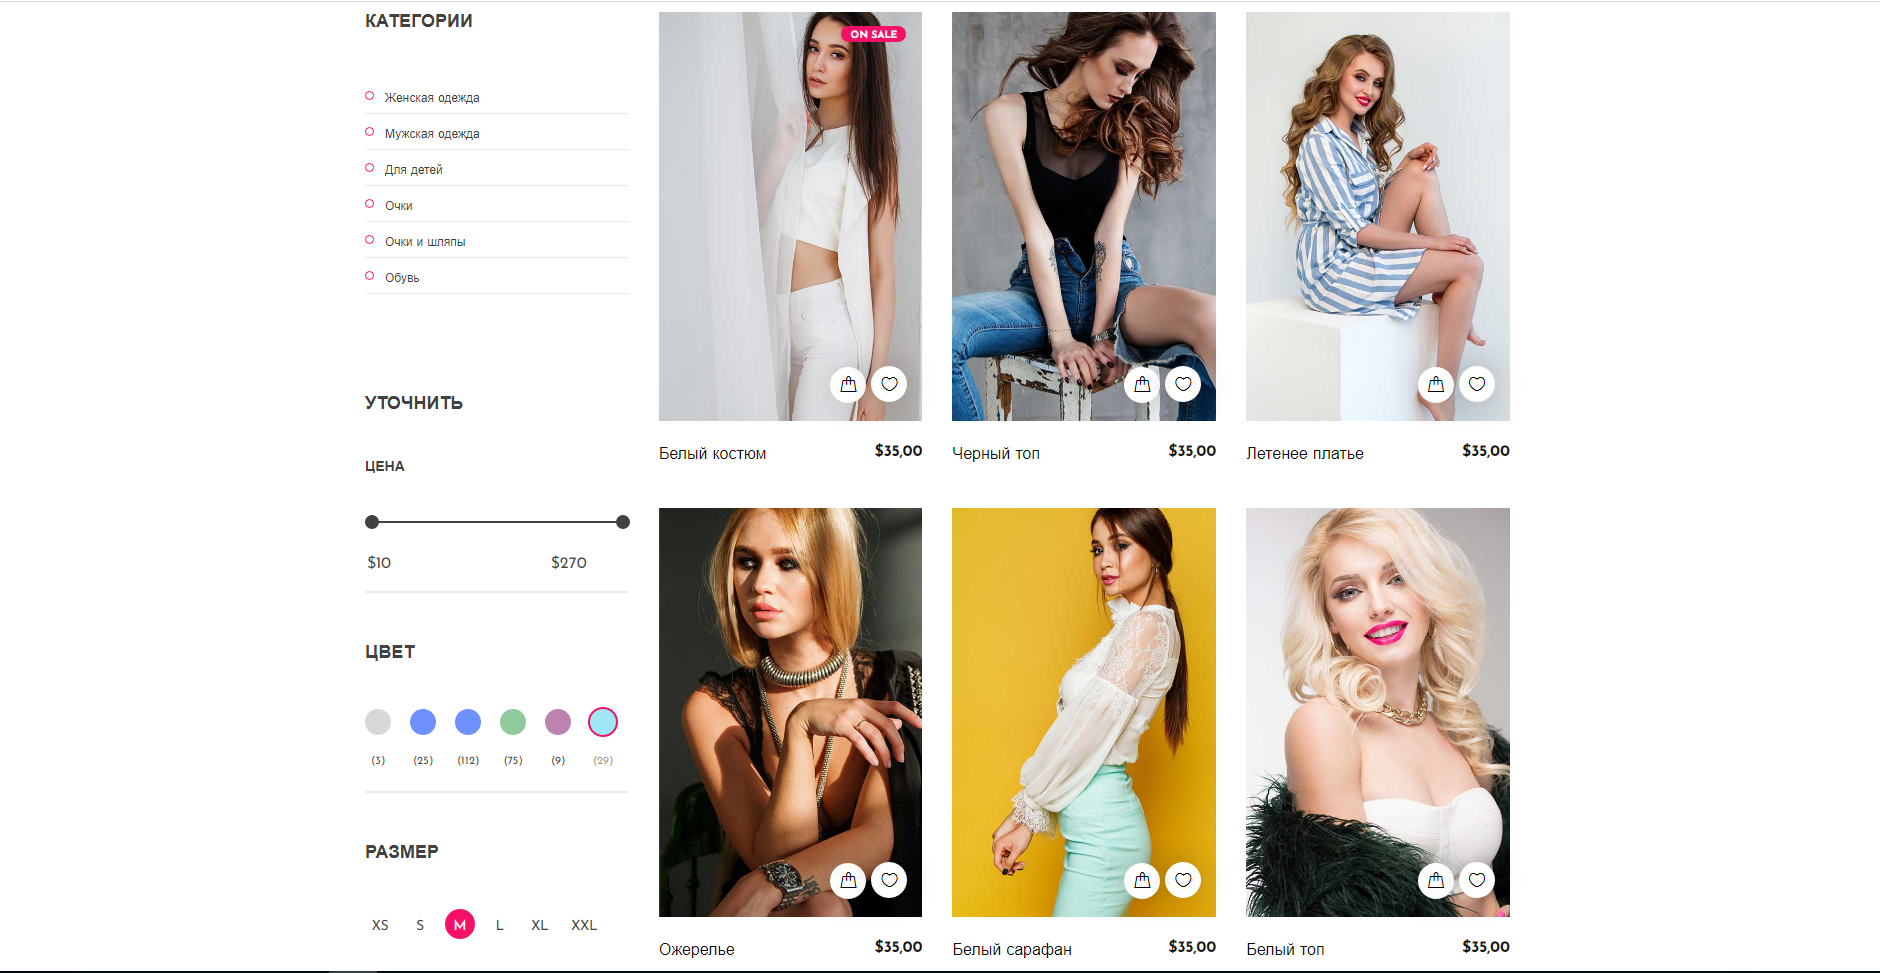 КАТЕГОРИИ
Женская одежда
Мужская одежда
Для детей
Очки
Очки и шляпы
Обувь
УТОЧНИТЬ
ЦЕНА
$10 $270
ЦВЕТ
(3) (25) (112) (75) (9) (29)
РАЗМЕР
XS S M L XL XXL
ON SALE
Белый костюм $35,00
Черный топ $35,00
Летенее платье $35,00
Ожерелье $35,00
Белый сарафан $35,00
Белый топ $35,00